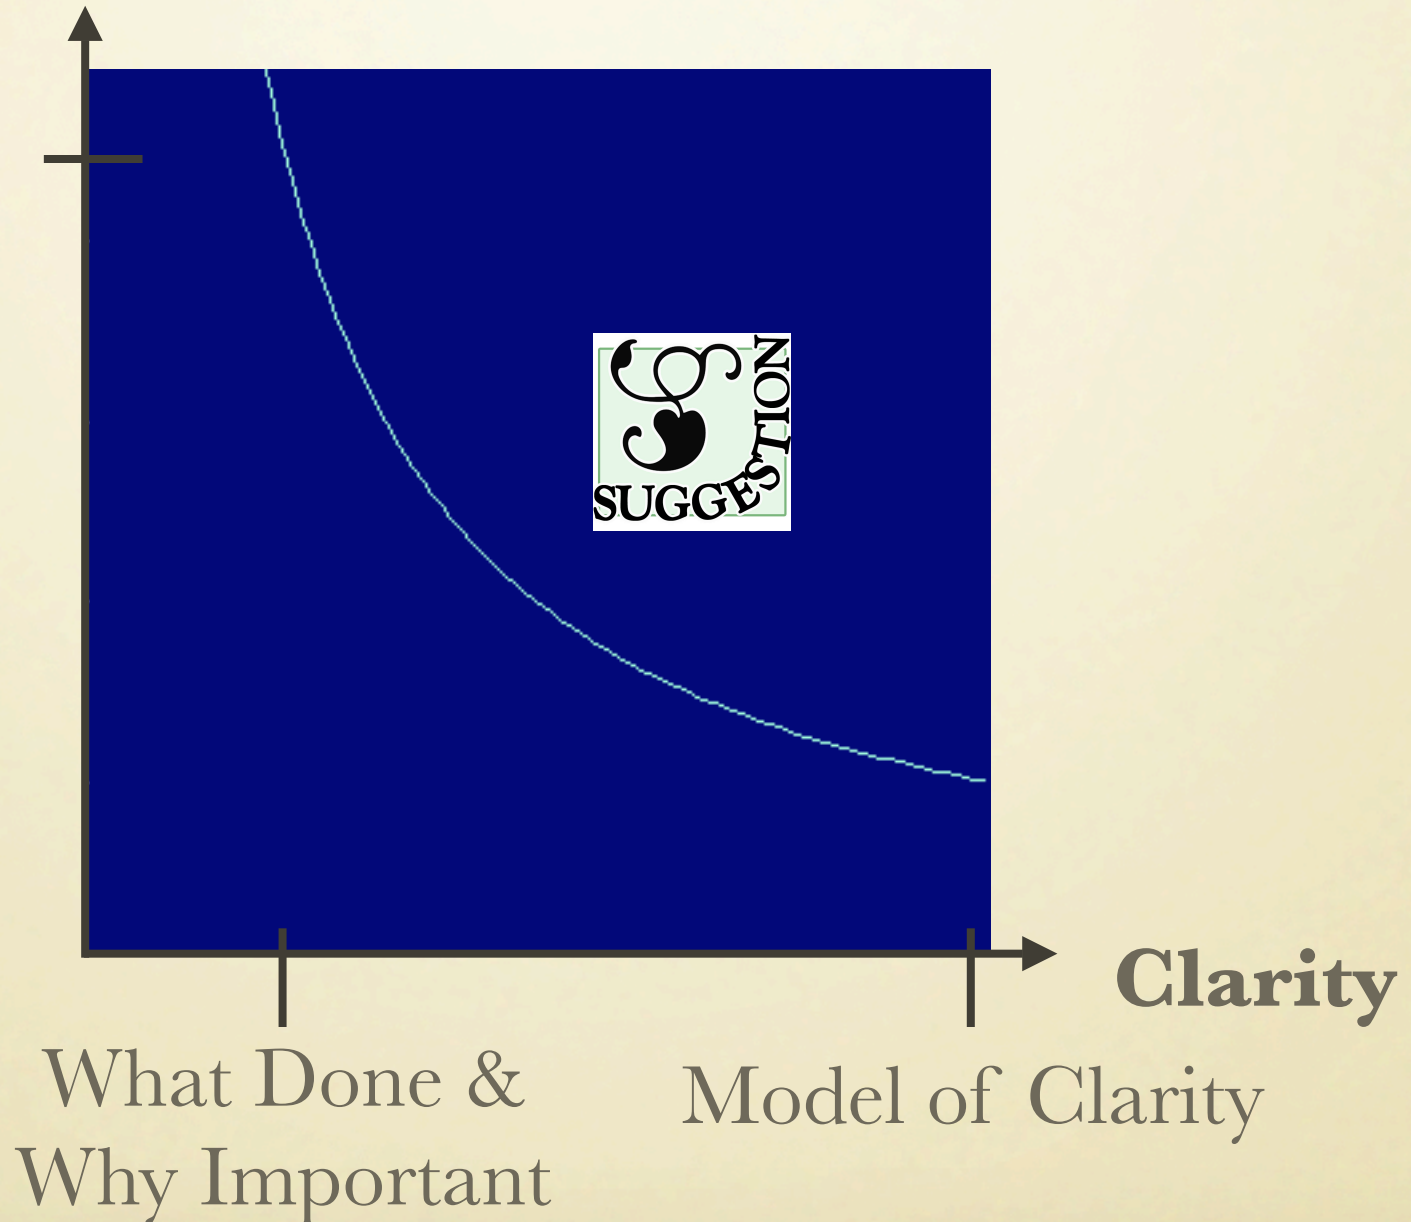 SUGGESTION
Clarity
What Done &
Why Important
Model of Clarity